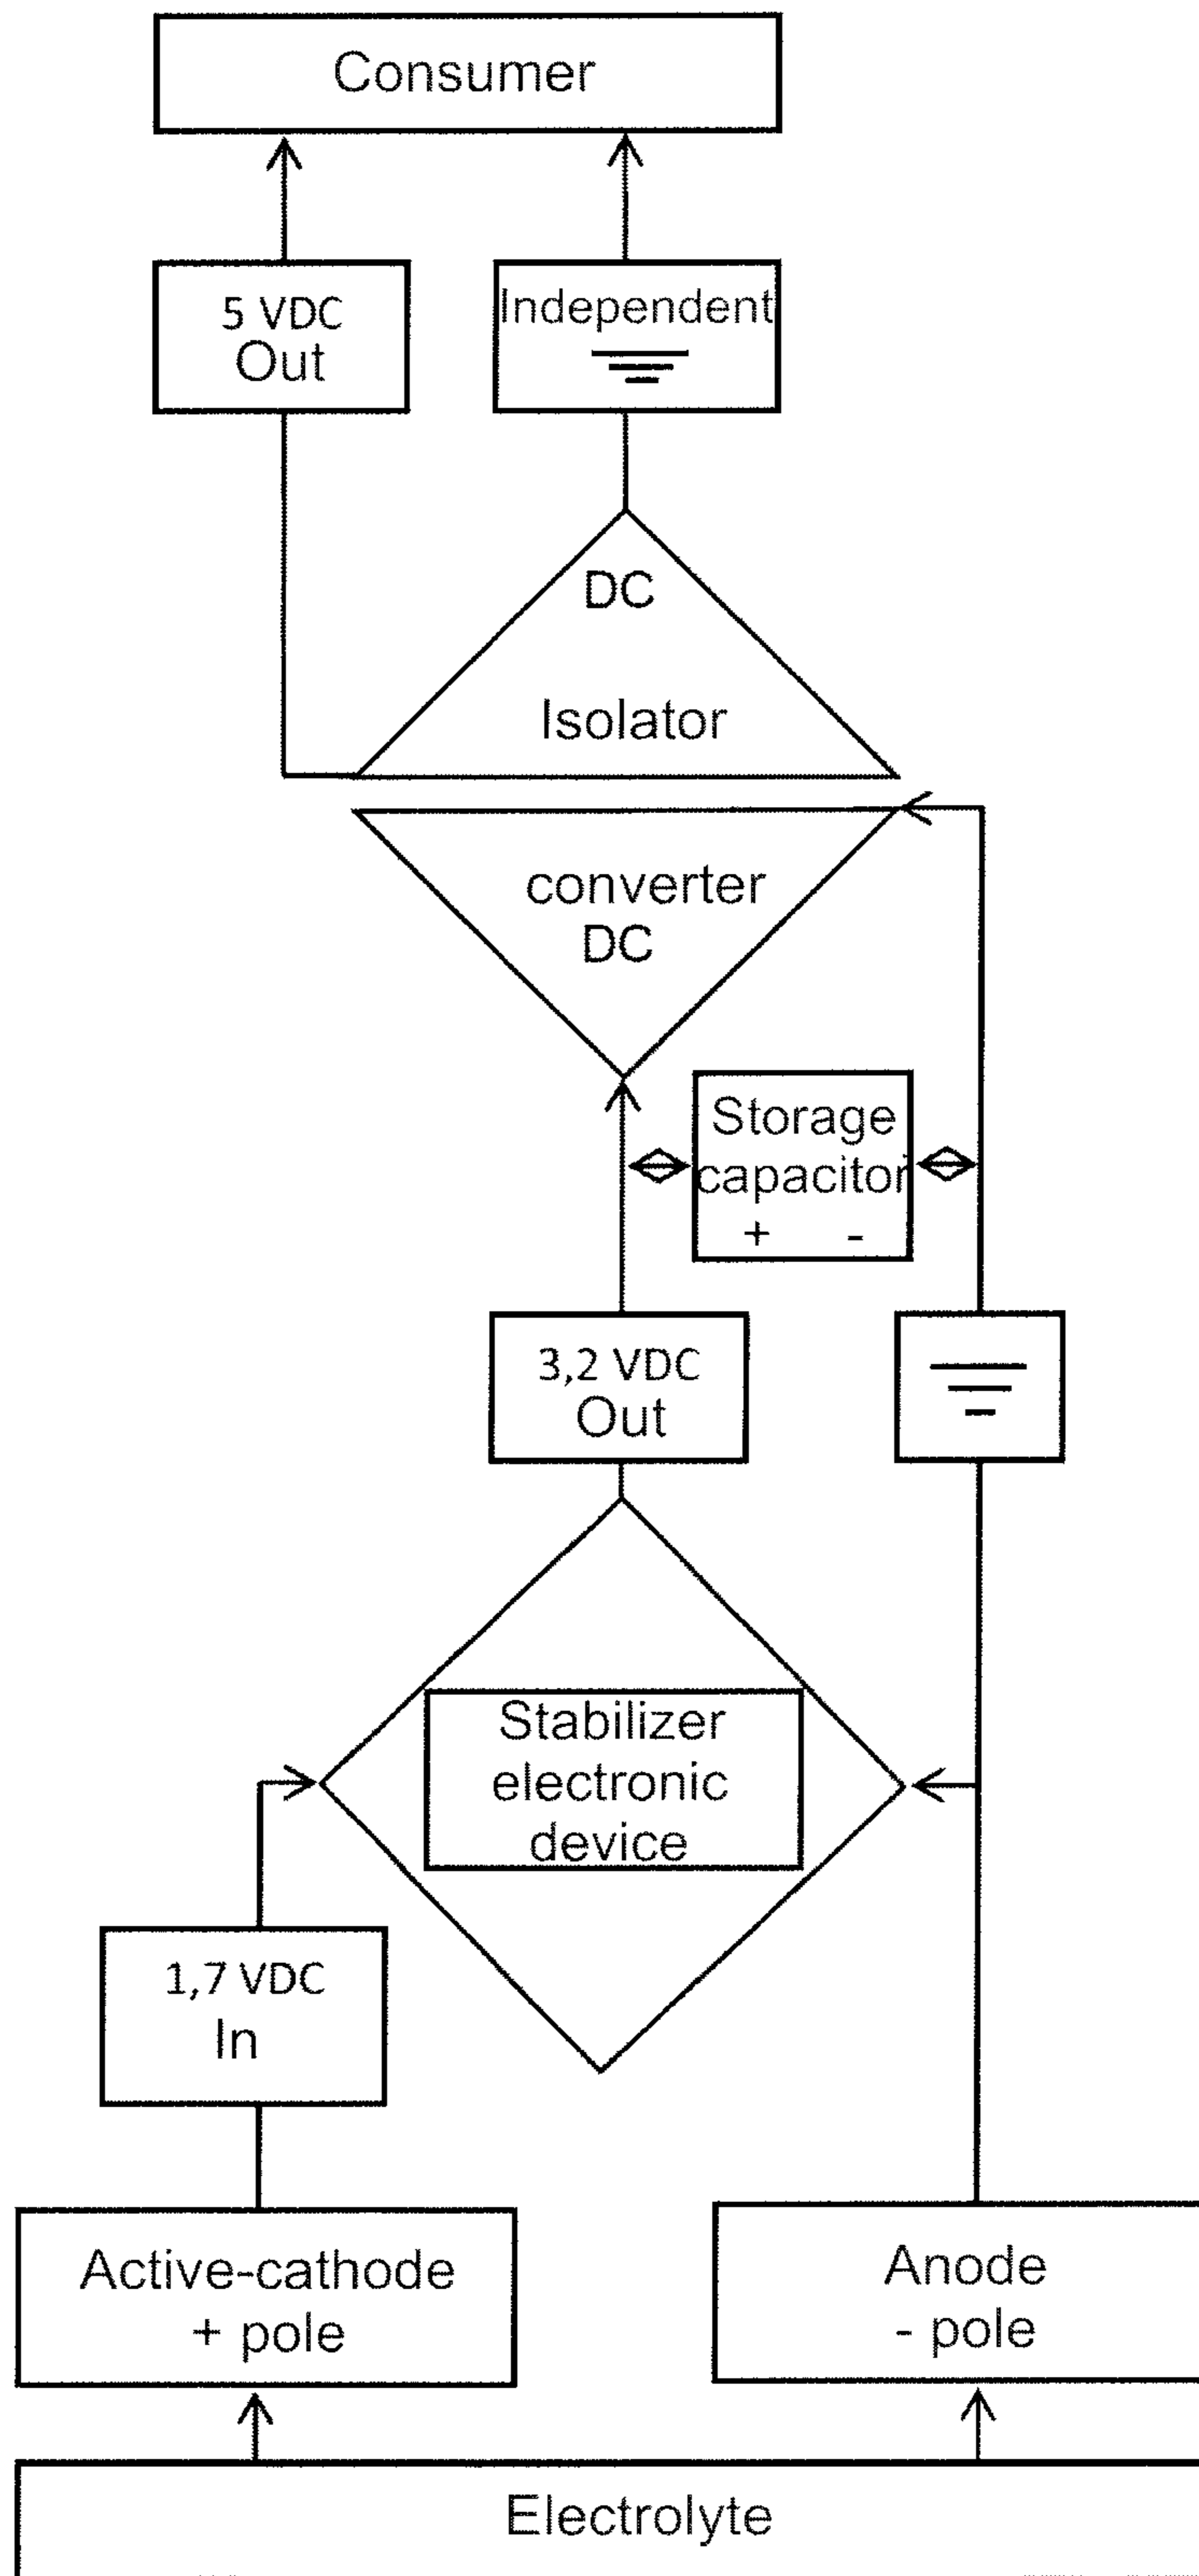 Consumer
5 VDC
Out
Independent
DC
Isolator
converter
DC
Storage
capacitor
+ -
3,2 VDC
Out
Stabilizer
electronic
device
1,7 VDC
In
Active-cathode
+ pole
Anode
- pole
Electrolyte